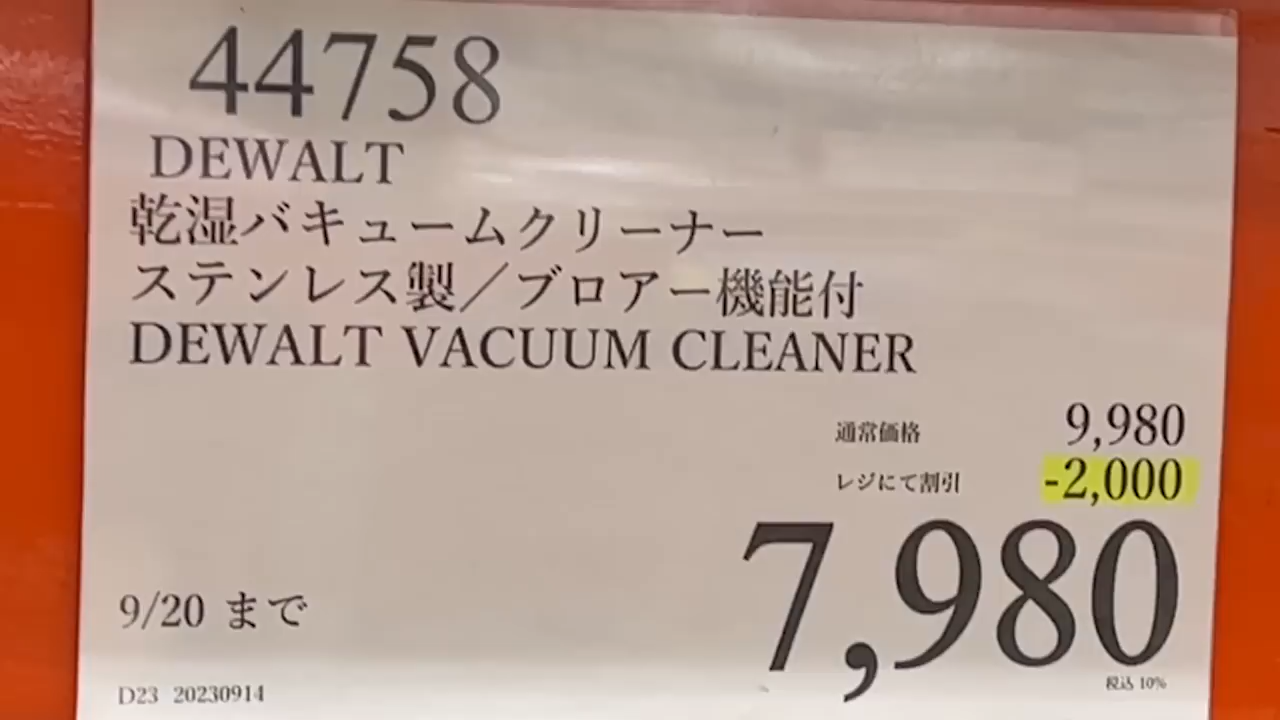 44758
DEWALT
乾湿バキュームクリーナー
ステンレス製／ブロアー機能付
DEWALT VACUUM CLEANER
通常価格 9,980
レジにて割引 -2,000
7,980
9/20 まで
税込 10%
D23 20230914